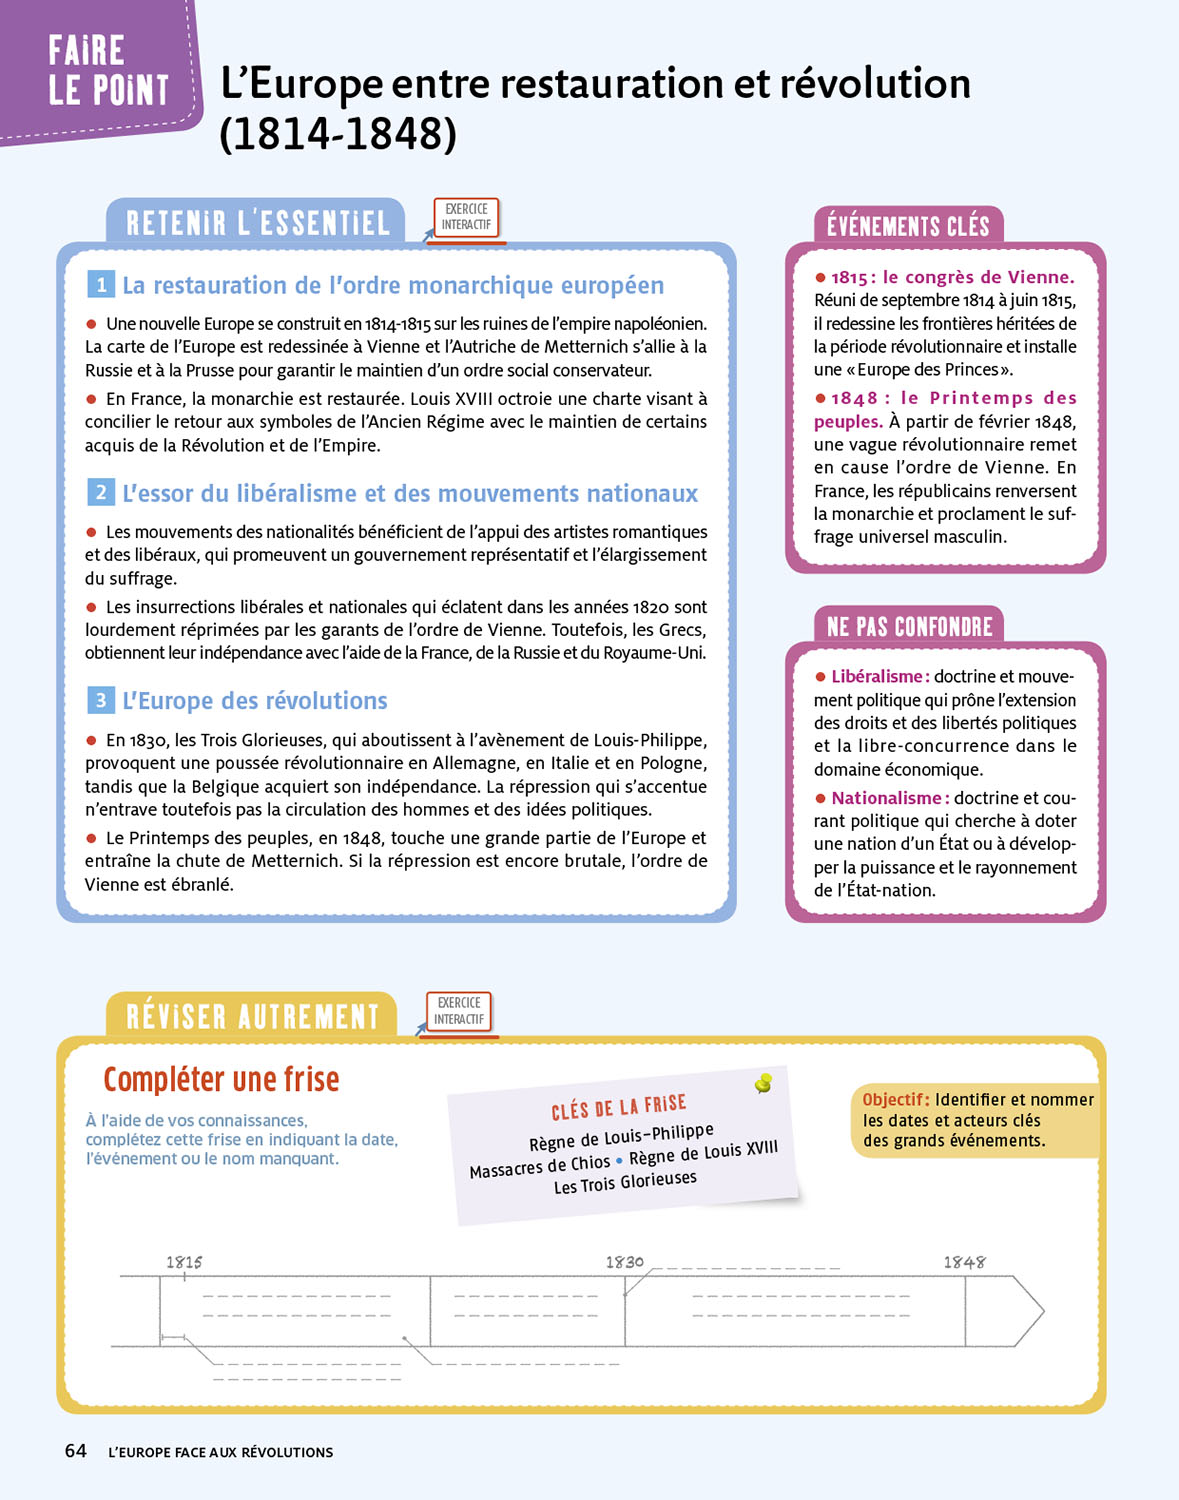 FAIRE
LE POINT
L'Europe entre restauration et révolution
(1814-1848)
RETENIR L'ESSENTIEL
EXERCICE
INTERACTIF
1 La restauration de l'ordre monarchique européen
● Une nouvelle Europe se construit en 1814-1815 sur les ruines de l'empire napoléonien.
La carte de l'Europe est redessinée à Vienne et l'Autriche de Metternich s'allie à la
Russie et à la Prusse pour garantir le maintien d'un ordre social conservateur.
● En France, la monarchie est restaurée. Louis XVIII octroie une charte visant à
concilier le retour aux symboles de l'Ancien Régime avec le maintien de certains
acquis de la Révolution et de l'Empire.
2 L'essor du libéralisme et des mouvements nationaux
● Les mouvements des nationalités bénéficient de l'appui des artistes romantiques
et des libéraux, qui promeuvent un gouvernement représentatif et l'élargissement
du suffrage.
● Les insurrections libérales et nationales qui éclatent dans les années 1820 sont
lourdement réprimées par les garants de l'ordre de Vienne. Toutefois, les Grecs,
obtiennent leur indépendance avec l'aide de la France, de la Russie et du Royaume-Uni.
3 L'Europe des révolutions
● En 1830, les Trois Glorieuses, qui aboutissent à l'avènement de Louis-Philippe,
provoquent une poussée révolutionnaire en Allemagne, en Italie et en Pologne,
tandis que la Belgique acquiert son indépendance. La répression qui s'accentue
n'entrave toutefois pas la circulation des hommes et des idées politiques.
● Le Printemps des peuples, en 1848, touche une grande partie de l'Europe et
entraîne la chute de Metternich. Si la répression est encore brutale, l'ordre de
Vienne est ébranlé.
ÉVÉNEMENTS CLÉS
● 1815 : le congrès de Vienne.
Réuni de septembre 1814 à juin 1815,
il redessine les frontières héritées de
la période révolutionnaire et installe
une « Europe des Princes ».
● 1848 : le Printemps des
peuples. À partir de février 1848,
une vague révolutionnaire remet
en cause l'ordre de Vienne. En
France, les républicains renversent
la monarchie et proclament le suf-
frage universel masculin.
NE PAS CONFONDRE
● Libéralisme : doctrine et mouve-
ment politique qui prône l'extension
des droits et des libertés politiques
et la libre-concurrence dans le
domaine économique.
● Nationalisme : doctrine et cou-
rant politique qui cherche à doter
une nation d'un État ou à dévelop-
per la puissance et le rayonnement
de l'État-nation.
RÉVISER AUTREMENT
EXERCICE
INTERACTIF
Compléter une frise
À l'aide de vos connaissances,
complétez cette frise en indiquant la date,
l'événement ou le nom manquant.
CLÉS DE LA FRISE
Règne de Louis-Philippe
Massacres de Chios • Règne de Louis XVIII
Les Trois Glorieuses
Objectif : Identifier et nommer
les dates et acteurs clés
des grands événements.
1815 1830 1848
64 L'EUROPE FACE AUX RÉVOLUTIONS